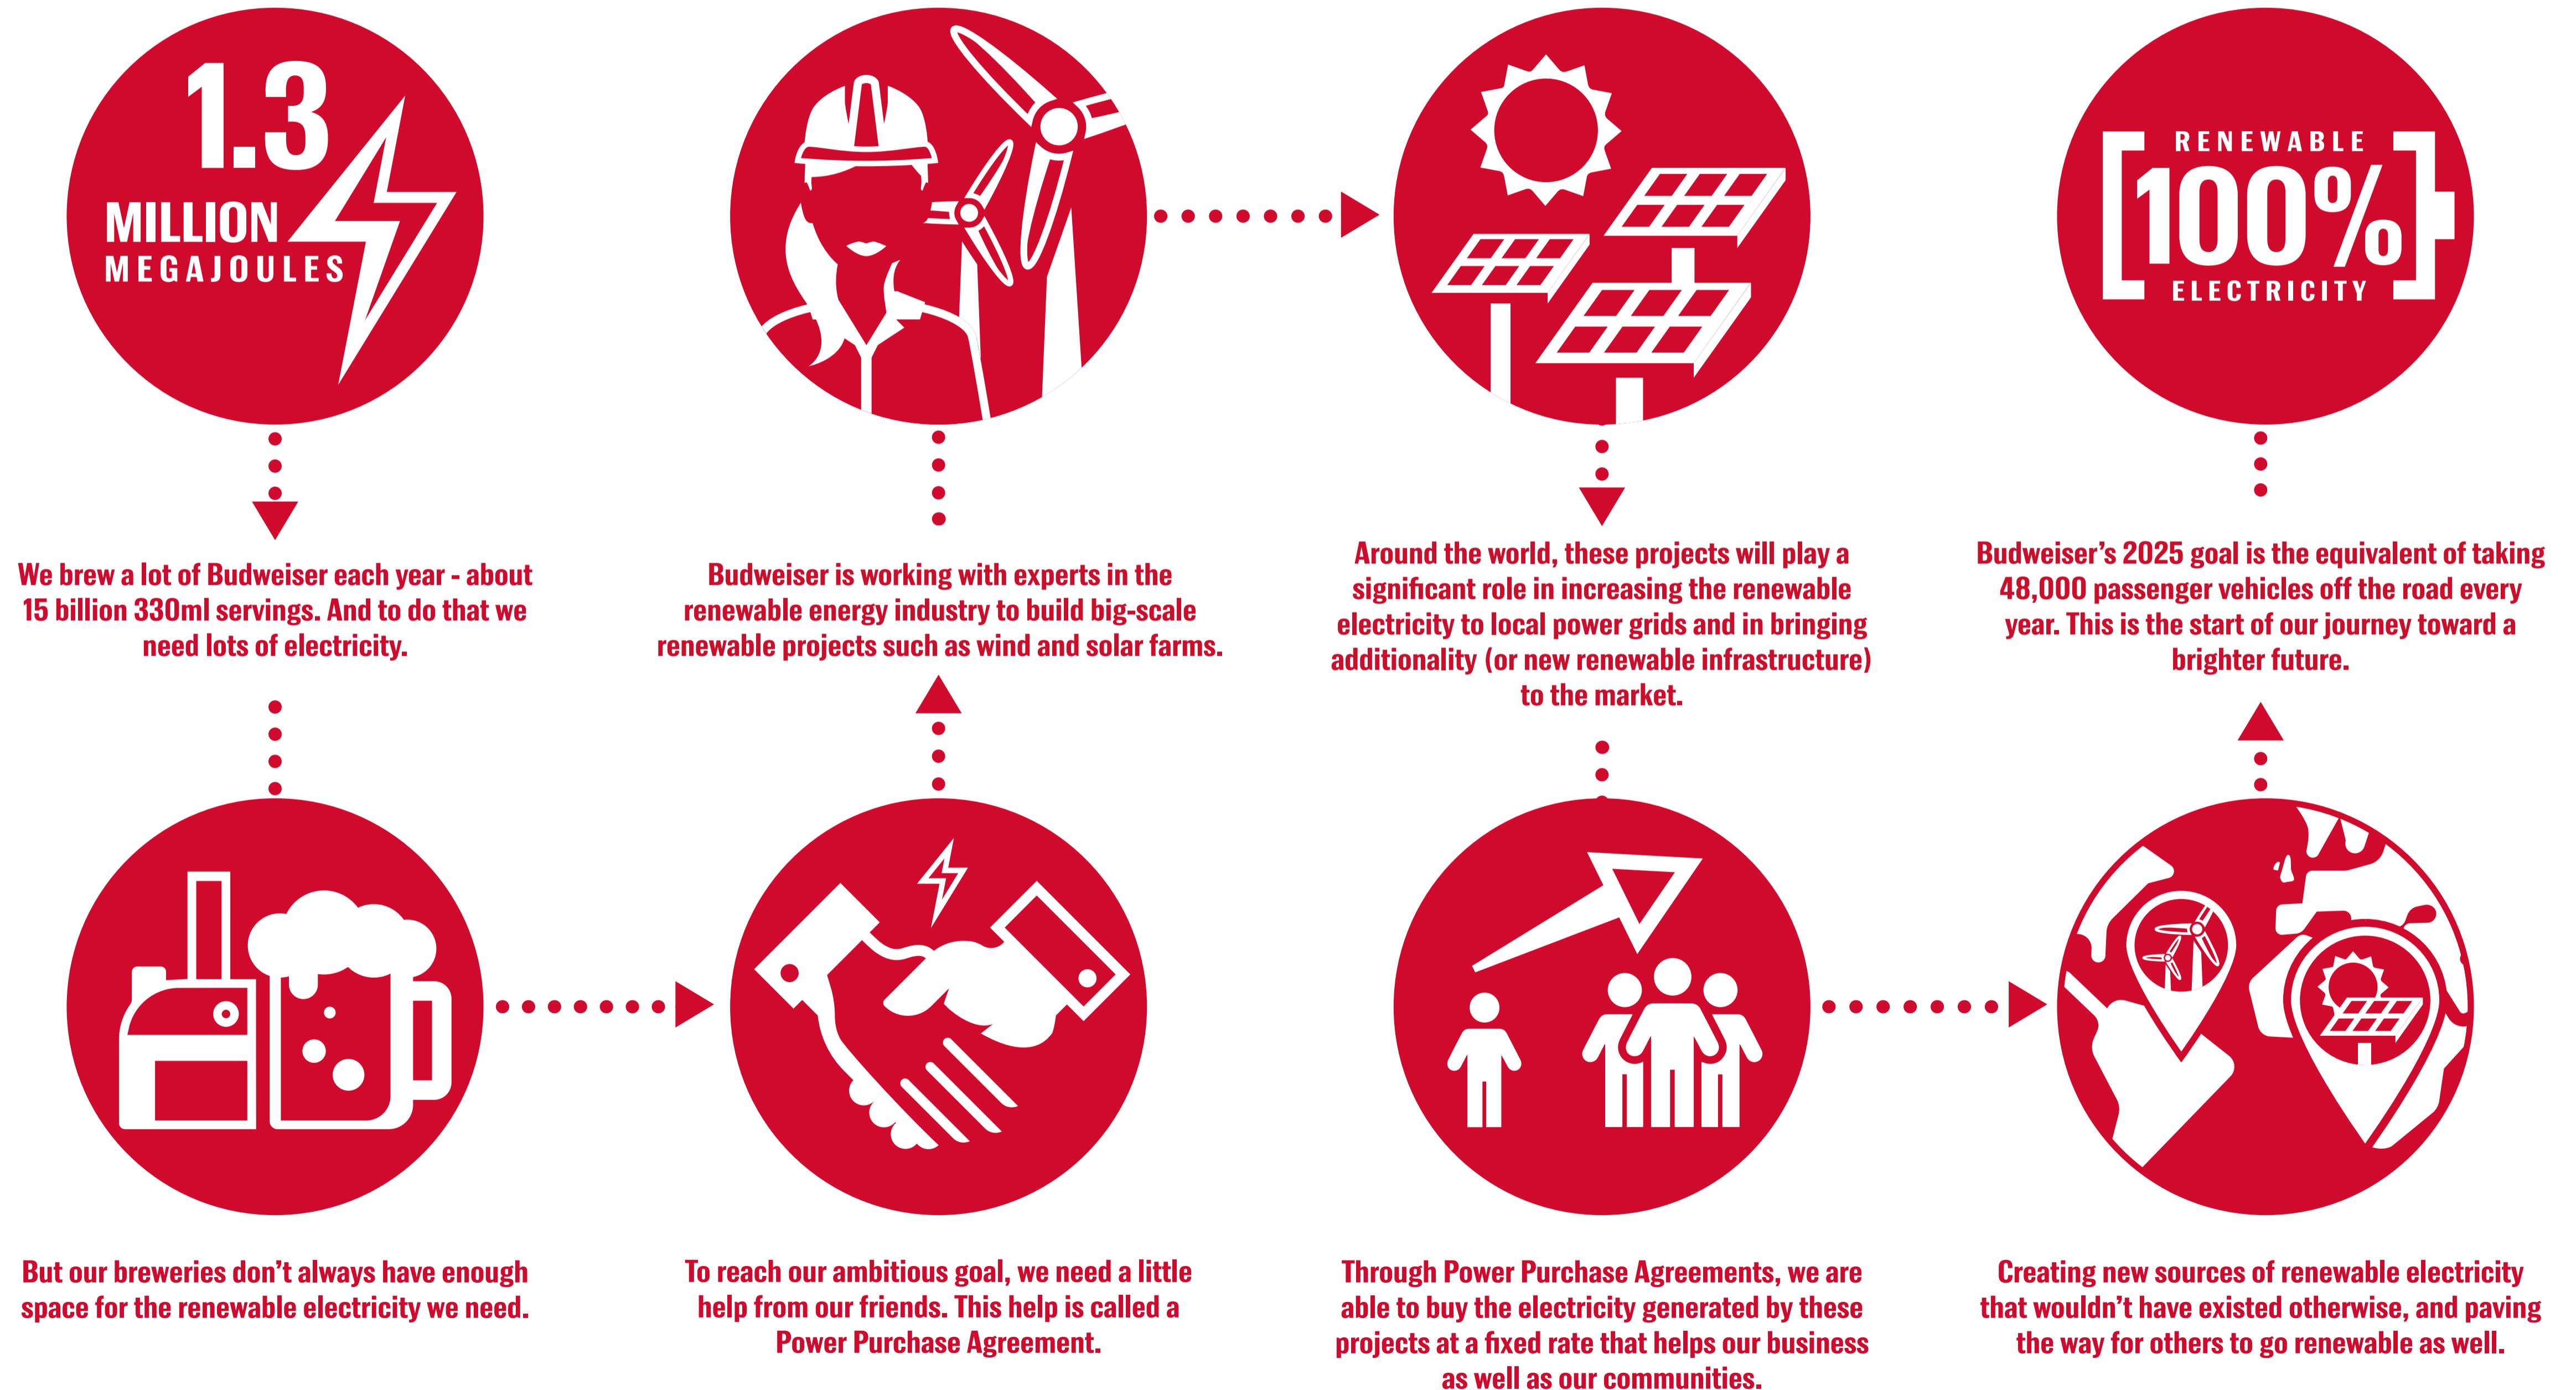 1.3
MILLION
MEGAJOULES
We brew a lot of Budweiser each year - about
15 billion 330ml servings. And to do that we
need lots of electricity.
But our breweries don't always have enough
space for the renewable electricity we need.
To reach our ambitious goal, we need a little
help from our friends. This help is called a
Power Purchase Agreement.
Budweiser is working with experts in the
renewable energy industry to build big-scale
renewable projects such as wind and solar farms.
Around the world, these projects will play a
significant role in increasing the renewable
electricity to local power grids and in bringing
additionality (or new renewable infrastructure)
to the market.
Through Power Purchase Agreements, we are
able to buy the electricity generated by these
projects at a fixed rate that helps our business
as well as our communities.
Creating new sources of renewable electricity
that wouldn't have existed otherwise, and paving
the way for others to go renewable as well.
Budweiser's 2025 goal is the equivalent of taking
48,000 passenger vehicles off the road every
year. This is the start of our journey toward a
brighter future.
RENEWABLE
100%
ELECTRICITY